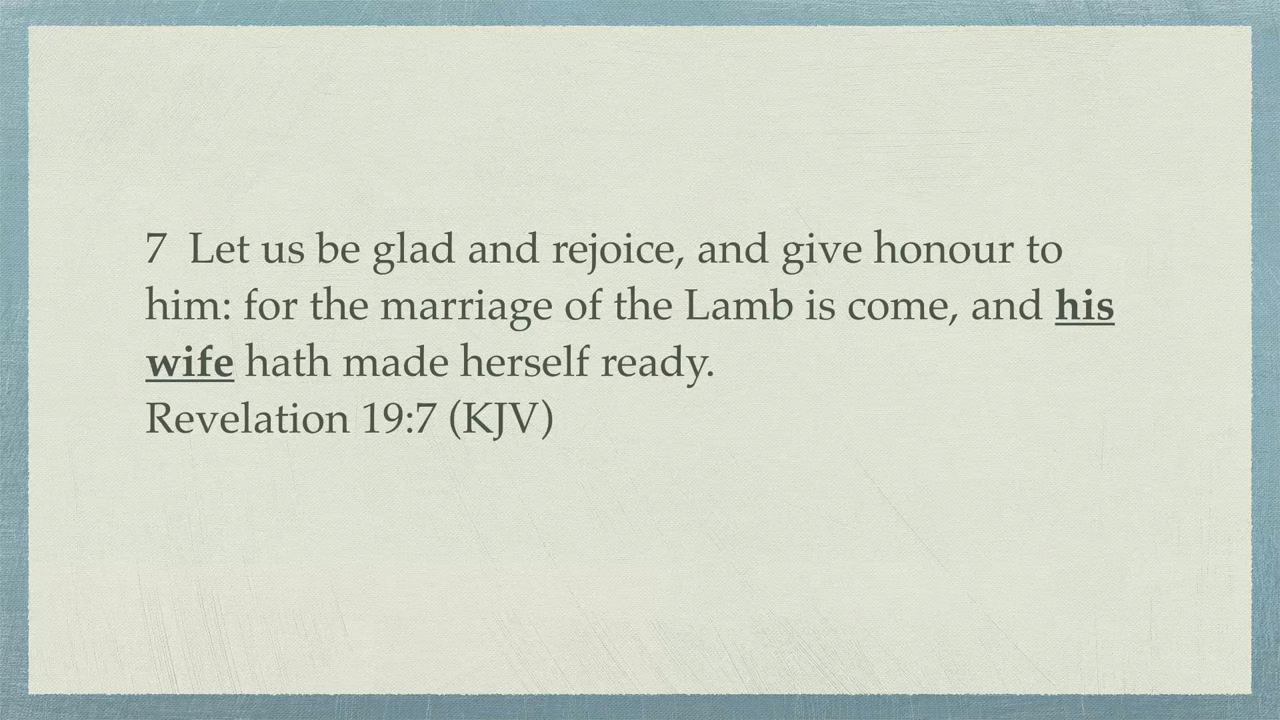 7  Let us be glad and rejoice, and give honour to
him: for the marriage of the Lamb is come, and his
wife hath made herself ready.
Revelation 19:7 (KJV)